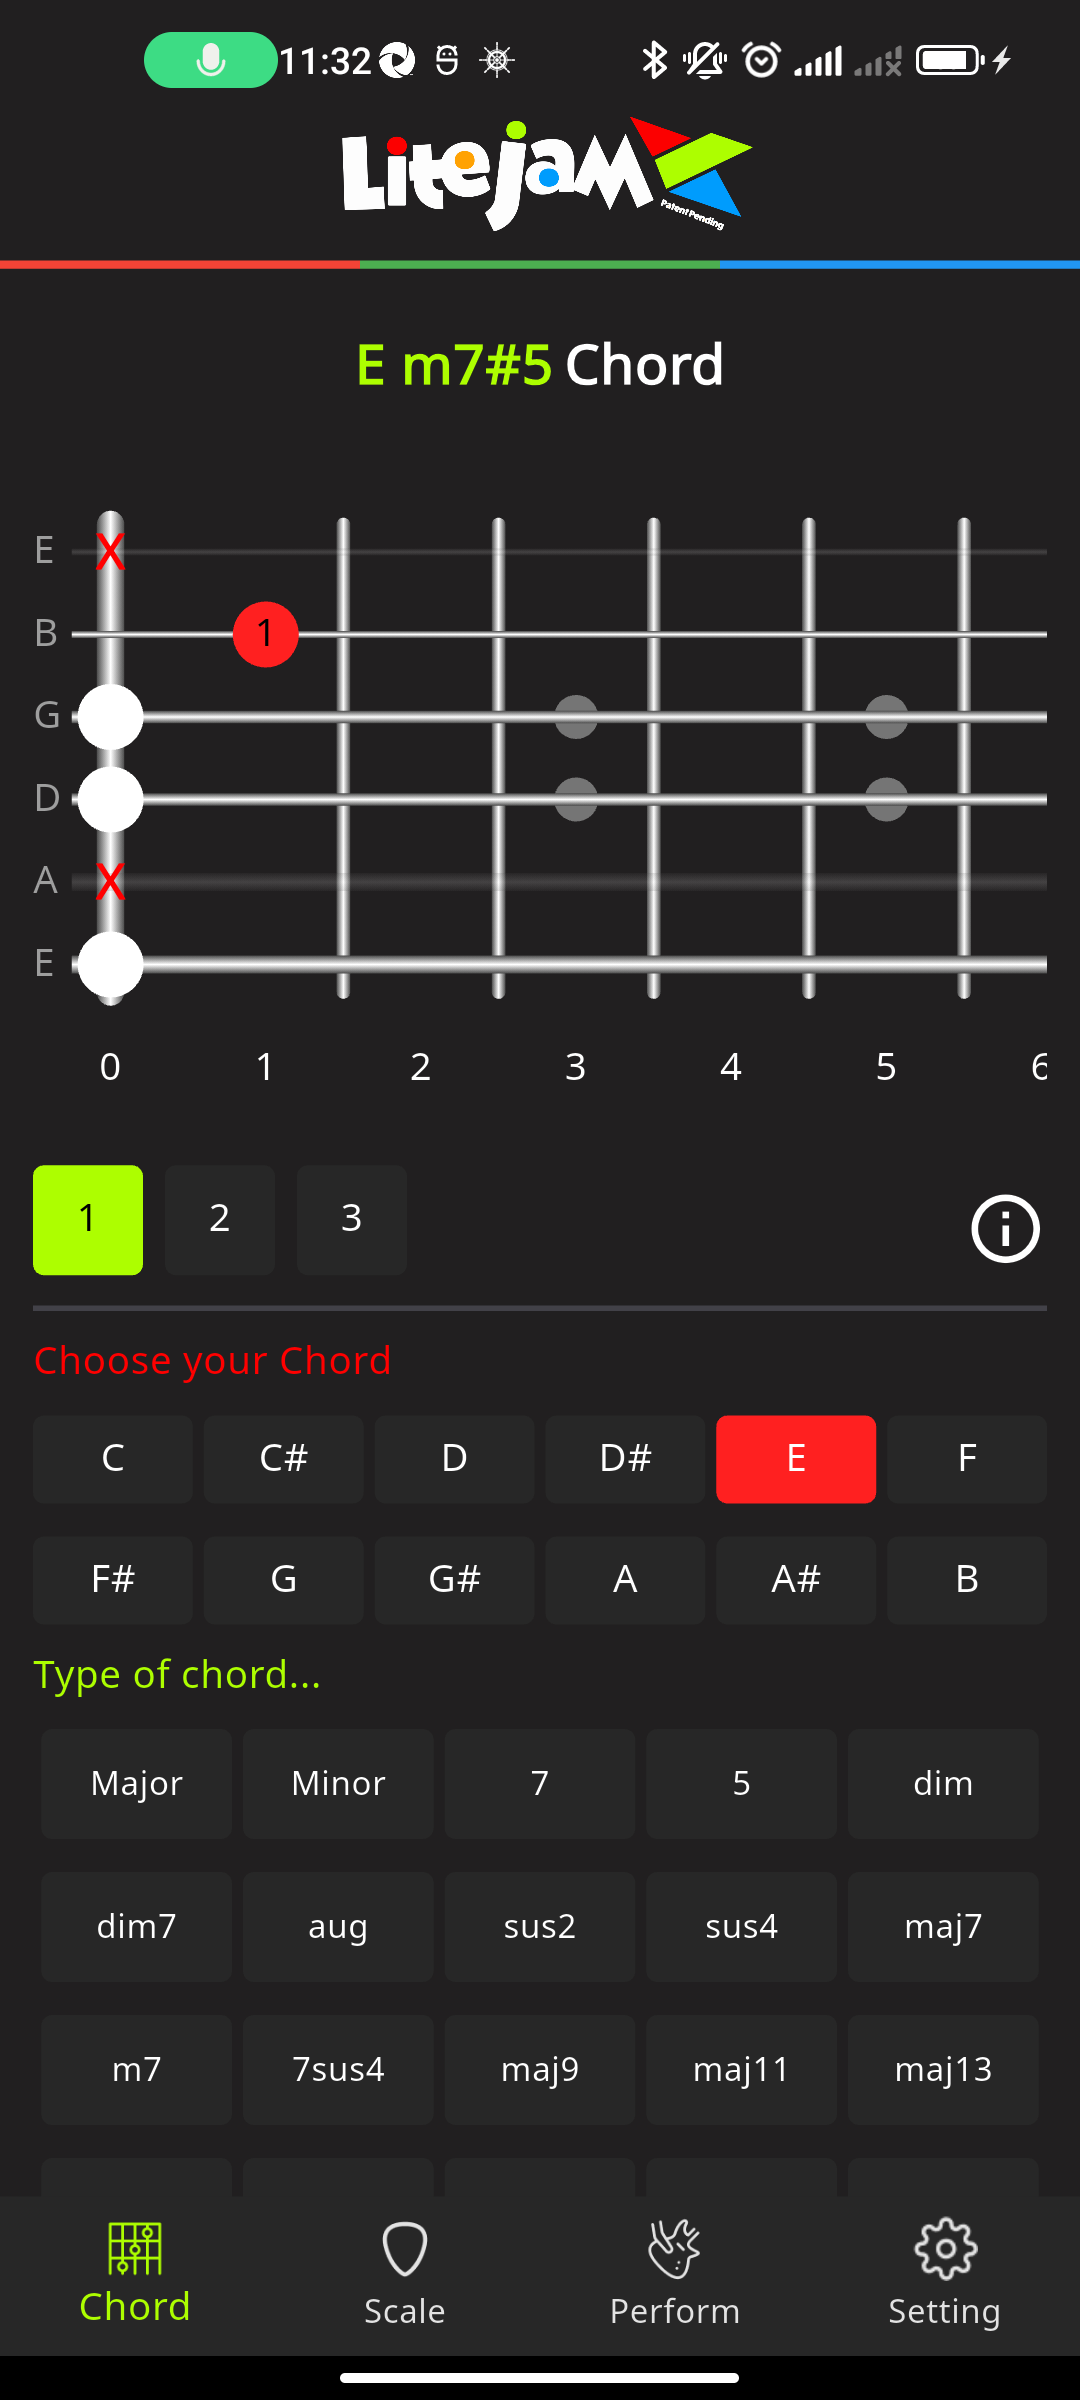 11:32
Litejam
Patent Pending
E m7#5 Chord
E X
B 1
G
D
A X
E
0 1 2 3 4 5 6
1 2 3
Choose your Chord
C C# D D# E F
F# G G# A A# B
Type of chord...
Major Minor 7 5 dim
dim7 aug sus2 sus4 maj7
m7 7sus4 maj9 maj11 maj13
Chord Scale Perform Setting